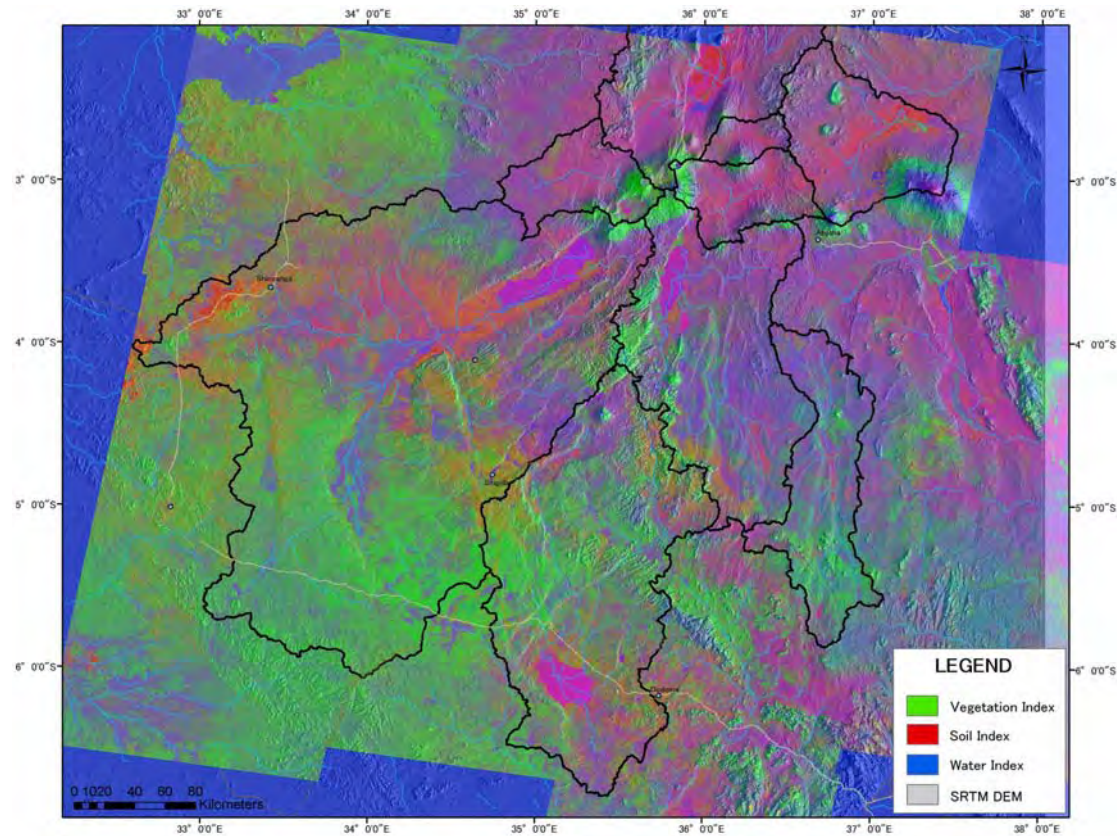 33° 0'0"E 34° 0'0"E 35° 0'0"E 36° 0'0"E 37° 0'0"E 38° 0'0"E
3° 0'0"S 3° 0'0"S
Arusha
Shinyanga
4° 0'0"S 4° 0'0"S
Singida
5° 0'0"S 5° 0'0"S
6° 0'0"S 6° 0'0"S
Dodoma
LEGEND
Vegetation Index
Soil Index
Water Index
SRTM DEM
0 1020 40 60 80
Kilometers
33° 0'0"E 34° 0'0"E 35° 0'0"E 36° 0'0"E 37° 0'0"E 38° 0'0"E